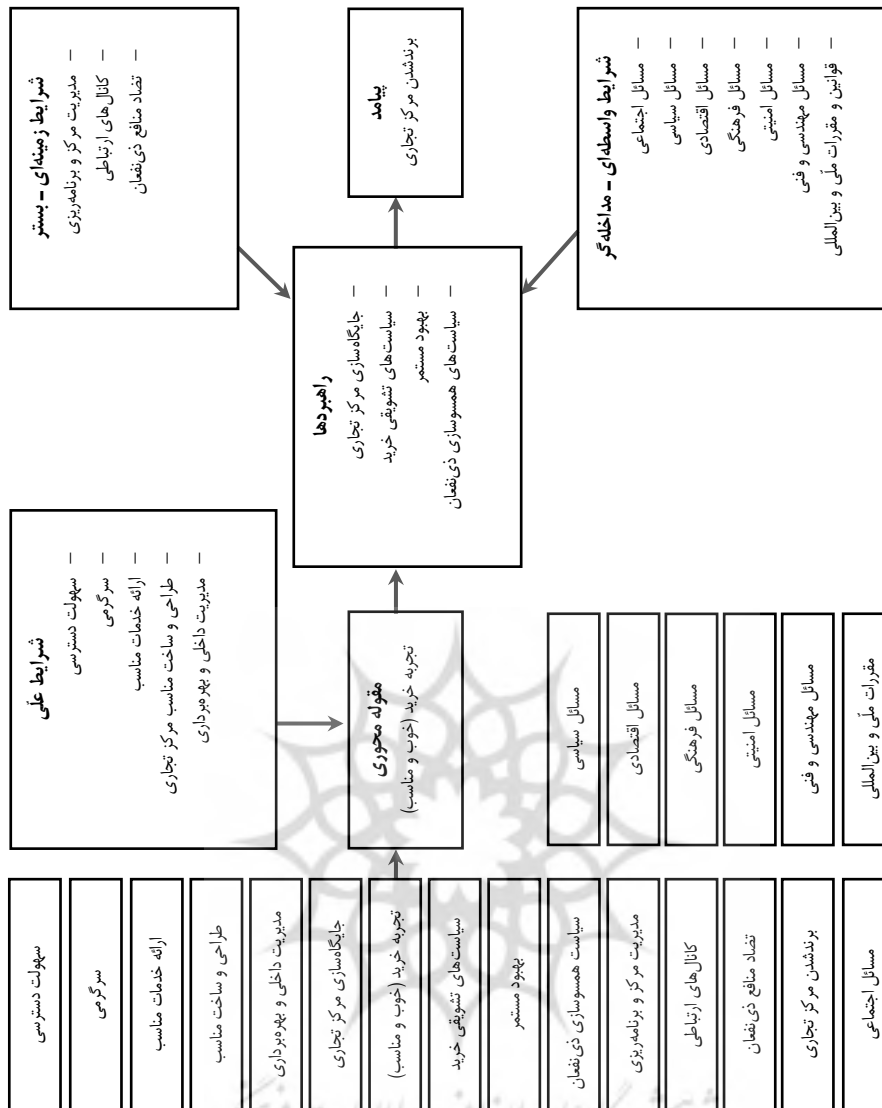 سهولت دسترسی
سرگرمی
ارائه خدمات مناسب
طراحی و ساخت مناسب
مدیریت داخلی و بهره‌برداری
جایگاه‌سازی مرکز تجاری
تجربه خرید (خوب و مناسب)
سیاست‌های تشویقی خرید
بهبود مستمر
سیاست همسوسازی ذی‌نفعان
مدیریت مرکز و برنامه‌ریزی
کانال‌های ارتباطی
تضاد منافع ذی‌نفعان
برندشدن مرکز تجاری
مسائل اجتماعی
مسائل سیاسی
مسائل اقتصادی
مسائل فرهنگی
مسائل امنیتی
مسائل مهندسی و فنی
مقررات ملّی و بین‌المللی
شرایط علّی
– سهولت دسترسی
– سرگرمی
– ارائه خدمات مناسب
– طراحی و ساخت مناسب مرکز تجاری
– مدیریت داخلی و بهره‌برداری
مقوله محوری
تجربه خرید (خوب و مناسب)
راهبردها
– جایگاه‌سازی مرکز تجاری
– سیاست‌های تشویقی خرید
– بهبود مستمر
– سیاست‌های همسوسازی ذی‌نفعان
شرایط زمینه‌ای – بستر
– مدیریت مرکز و برنامه‌ریزی
– کانال‌های ارتباطی
– تضاد منافع ذی‌نفعان
پیامد
برندشدن مرکز تجاری
شرایط واسطه‌ای – مداخله‌گر
– مسائل اجتماعی
– مسائل سیاسی
– مسائل اقتصادی
– مسائل فرهنگی
– مسائل امنیتی
– مسائل مهندسی و فنی
– قوانین و مقررات ملّی و بین‌المللی